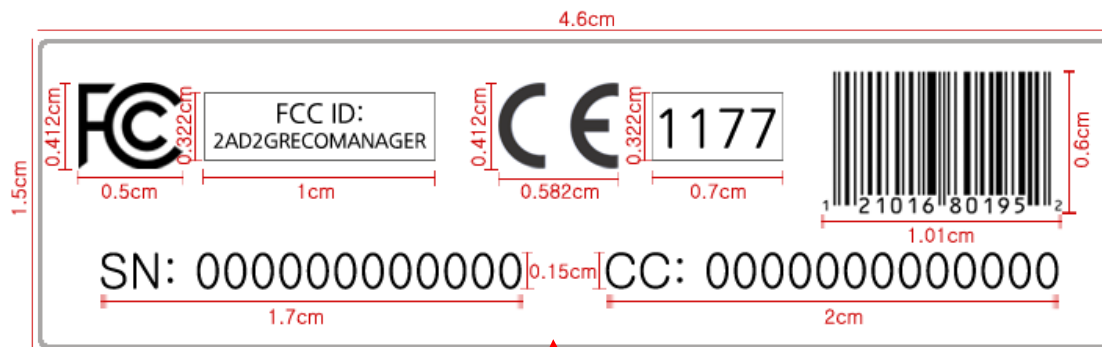 4.6cm
1.5cm
0.412cm
FC
0.5cm
0.322cm
FCC ID:
2AD2GRECOMANAGER
1cm
0.412cm
CE
0.582cm
0.322cm
1177
0.7cm
1 21016 80195 2
0.6cm
1.01cm
SN: 000000000000
0.15cm
CC: 0000000000000
1.7cm
2cm